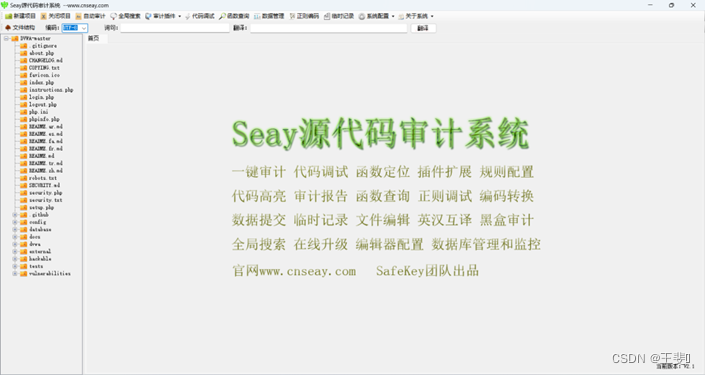 Seay源代码审计系统 --www.cnseay.com
新建项目 关闭项目 自动审计 全局搜索 审计插件 代码调试 函数查询 数据管理 正则编码 临时记录 系统配置 关于系统
文件结构 编码: UTF-8 词句: 翻译: 翻译
首页
DVWA-master
.gitignore
about.php
CHANGELOG.md
COPYING.txt
favicon.ico
index.php
instructions.php
login.php
logout.php
php.ini
phpinfo.php
README.ar.md
README.es.md
README.fa.md
README.fr.md
README.md
README.tr.md
README.zh.md
robots.txt
SECURITY.md
security.php
security.txt
setup.php
.github
config
database
docs
dvwa
external
hackable
tests
vulnerabilities
Seay源代码审计系统
一键审计 代码调试 函数定位 插件扩展 规则配置
代码高亮 审计报告 函数查询 正则调试 编码转换
数据提交 临时记录 文件编辑 英汉互译 黑盒审计
全局搜索 在线升级 编辑器配置 数据库管理和监控
官网www.cnseay.com SafeKey团队出品
当前版本: V2.1